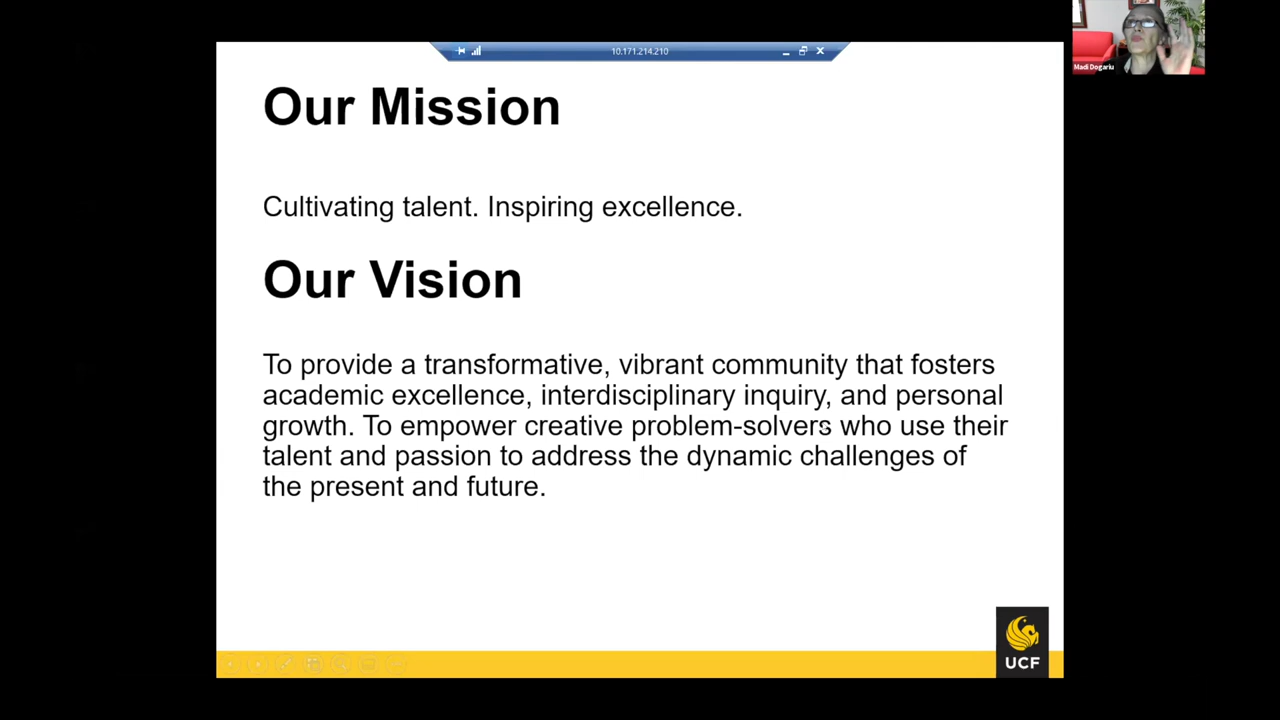 10.171.214.210
Madi Dogariu
Our Mission
Cultivating talent. Inspiring excellence.
Our Vision
To provide a transformative, vibrant community that fosters
academic excellence, interdisciplinary inquiry, and personal
growth. To empower creative problem-solvers who use their
talent and passion to address the dynamic challenges of
the present and future.
UCF